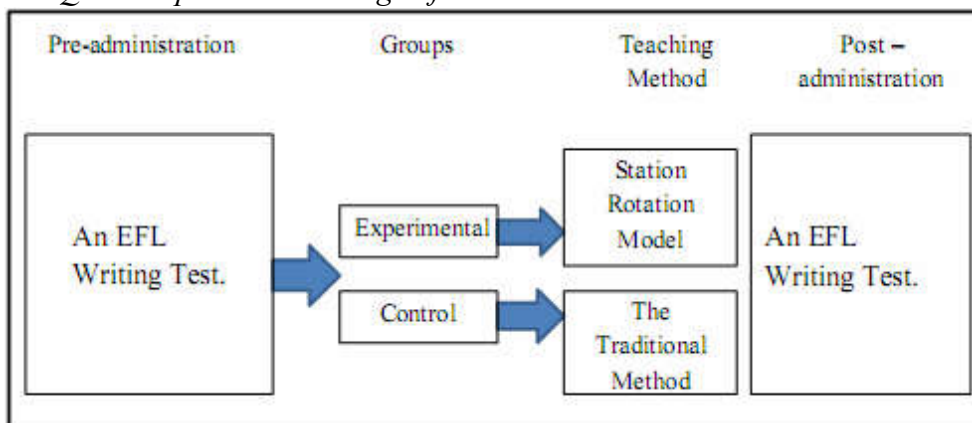 Pre-administration
Groups
Teaching
Method
Post –
administration
An EFL
Writing Test.
Experimental
Control
Station
Rotation
Model
The
Traditional
Method
An EFL
Writing Test.